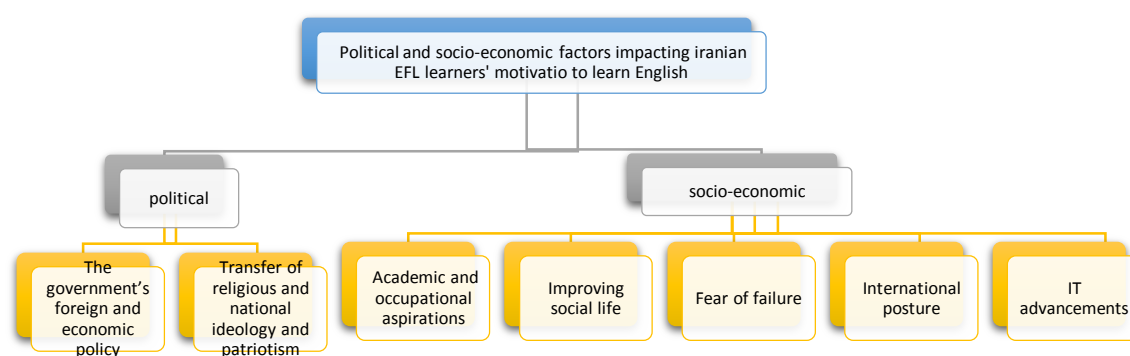 Political and socio-economic factors impacting iranian
EFL learners' motivatio to learn English
political
socio-economic
The
government's
foreign and
economic
policy
Transfer of
religious and
national
ideology and
patriotism
Academic and
occupational
aspirations
Improving
social life
Fear of failure
International
posture
IT
advancements